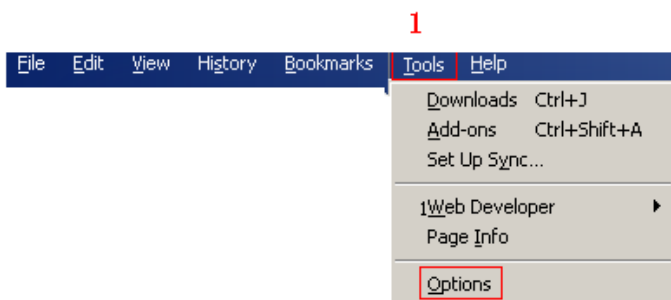 1
File Edit View History Bookmarks Tools Help
Downloads Ctrl+J
Add-ons Ctrl+Shift+A
Set Up Sync...
1Web Developer
Page Info
Options